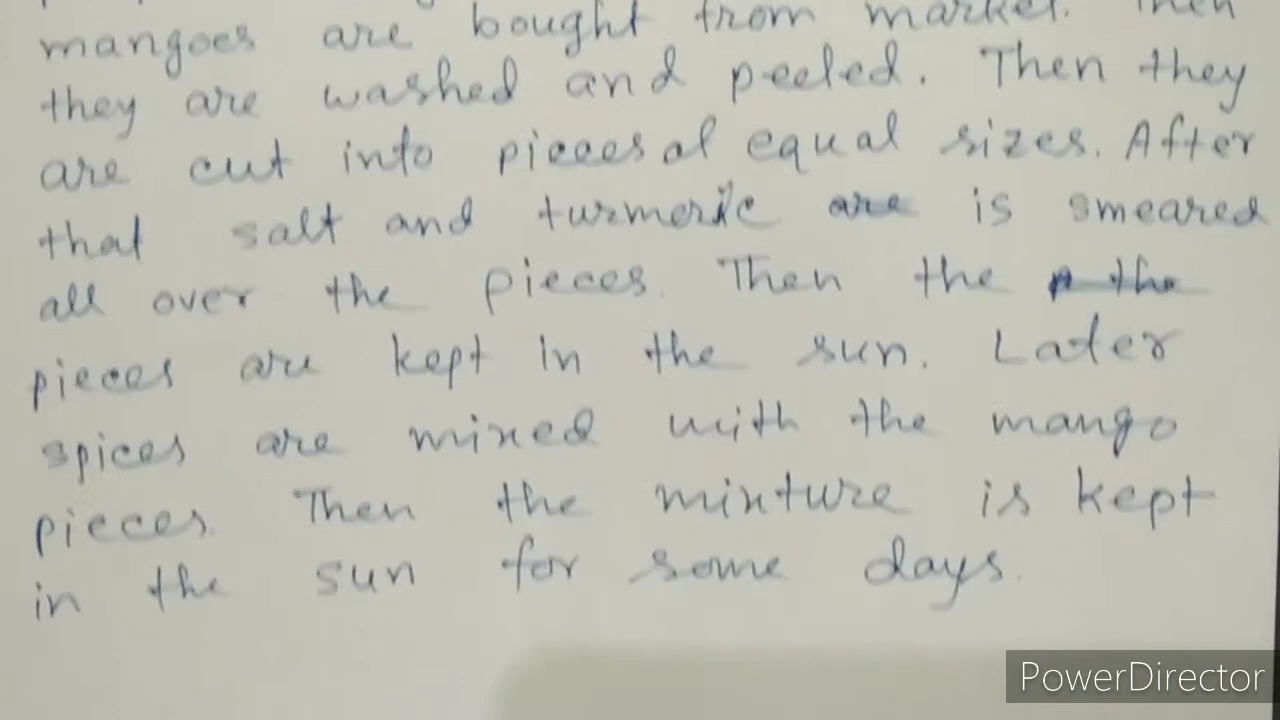 mangoes are bought from market. Then
they are washed and peeled. Then they
are cut into pieces of equal sizes. After
that salt and turmeric are is smeared
all over the pieces. Then the the
pieces are kept in the sun. Later
spices are mixed with the mango
pieces. Then the mixture is kept
in the sun for some days.
PowerDirector